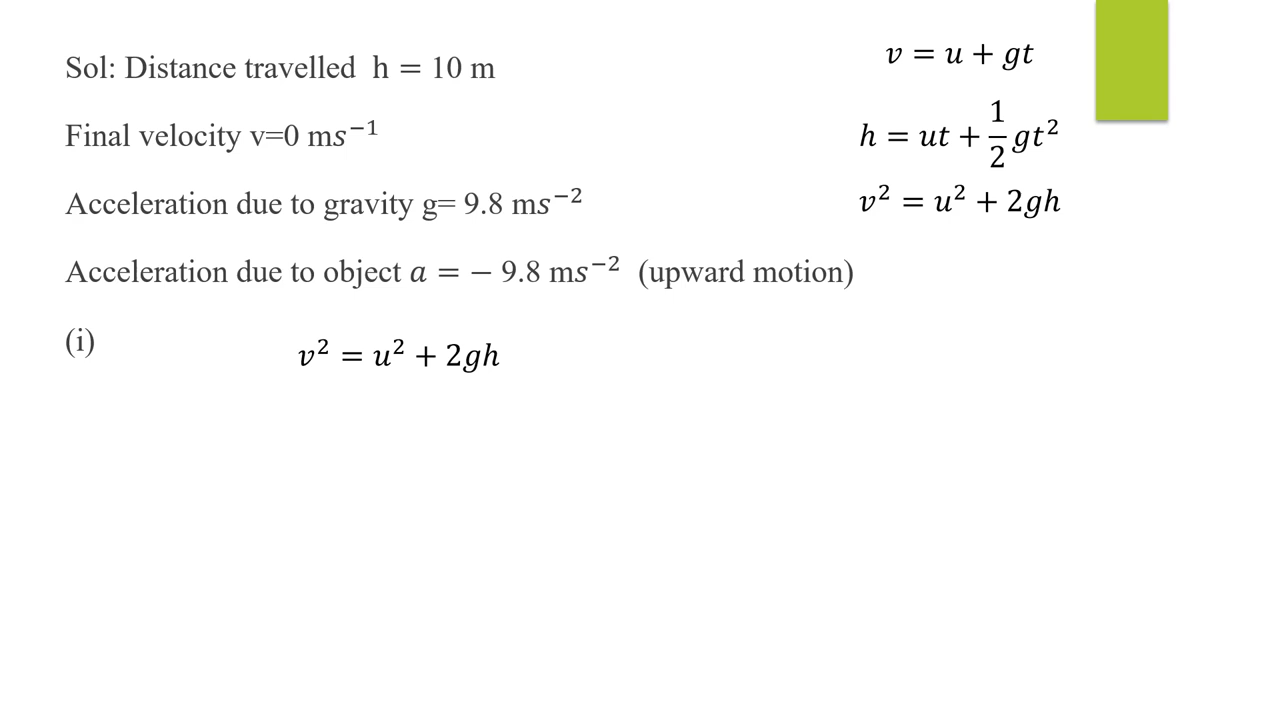 Sol: Distance travelled h = 10 m
Final velocity v=0 ms⁻¹
Acceleration due to gravity g= 9.8 ms⁻²
Acceleration due to object a = − 9.8 ms⁻² (upward motion)
(i) v² = u² + 2gh
v = u + gt
h = ut + 1/2 gt²
v² = u² + 2gh